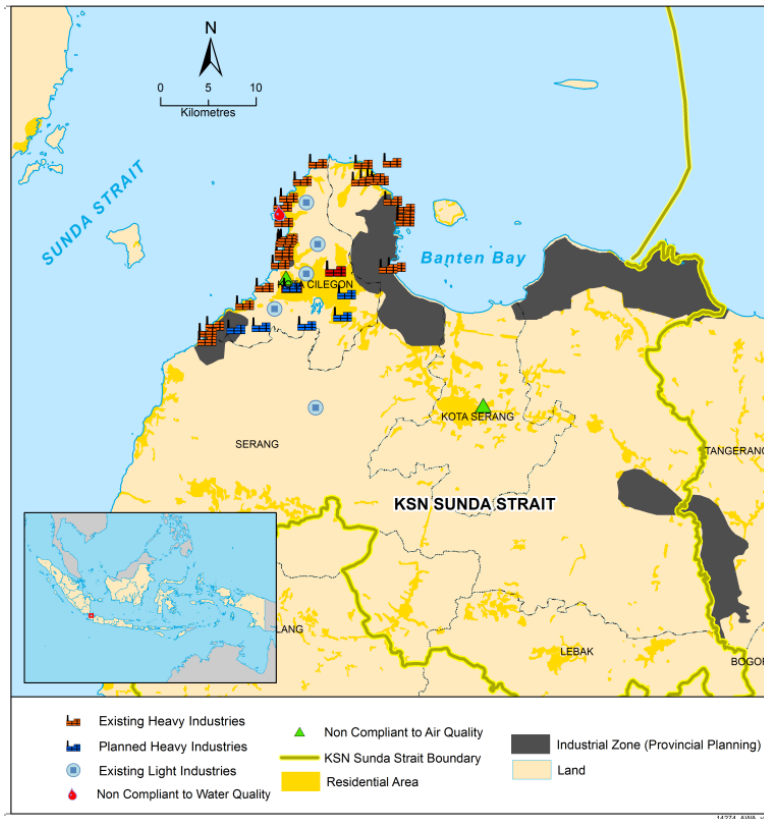 N
0 5 10
Kilometres
SUNDA STRAIT
Banten Bay
KOTA CILEGON
KOTA SERANG
SERANG
TANGERANG
KSN SUNDA STRAIT
LANG
LEBAK
BOGOR
Existing Heavy Industries
Planned Heavy Industries
Existing Light Industries
Non Compliant to Water Quality
Non Compliant to Air Quality
KSN Sunda Strait Boundary
Residential Area
Industrial Zone (Provincial Planning)
Land